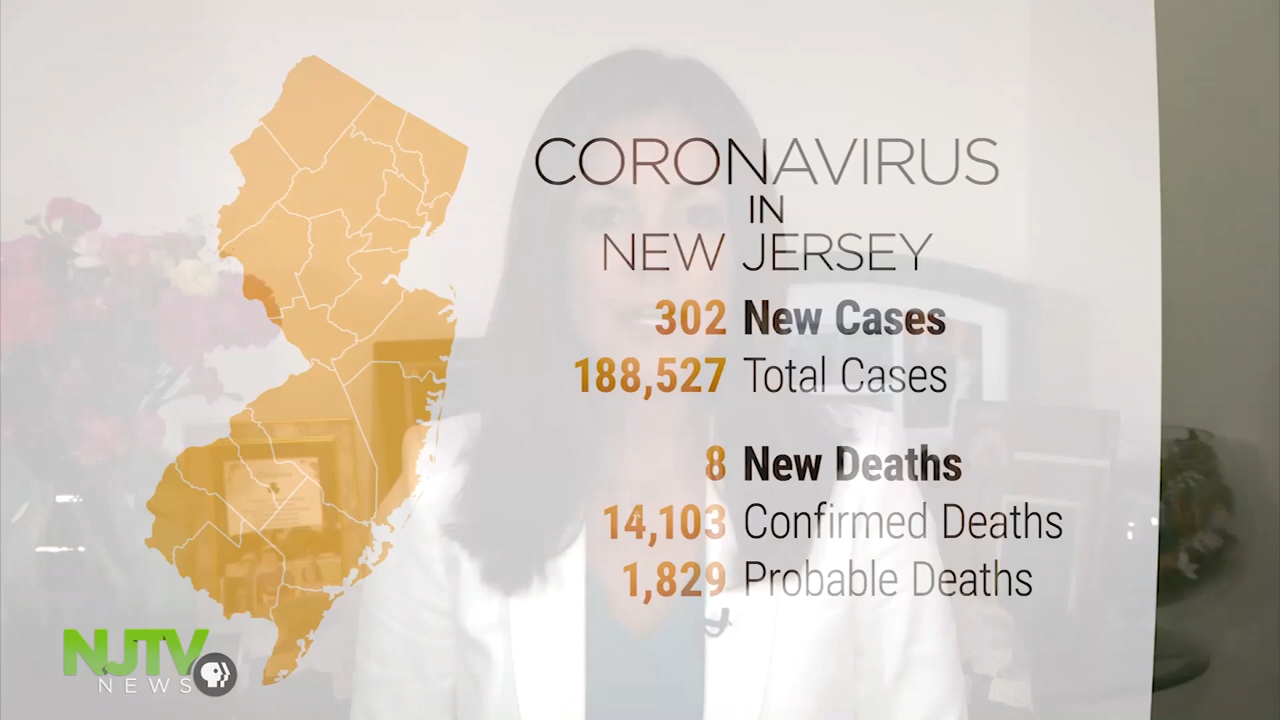 CORONAVIRUS
IN
NEW JERSEY
302 New Cases
188,527 Total Cases
8 New Deaths
14,103 Confirmed Deaths
1,829 Probable Deaths
NJTV
NEWS